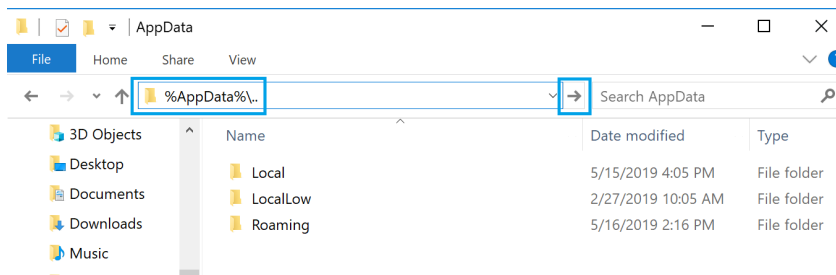 AppData
File Home Share View
%AppData%\.. Search AppData
3D Objects Name Date modified Type
Desktop Local 5/15/2019 4:05 PM File folder
Documents LocalLow 2/27/2019 10:05 AM File folder
Downloads Roaming 5/16/2019 2:16 PM File folder
Music